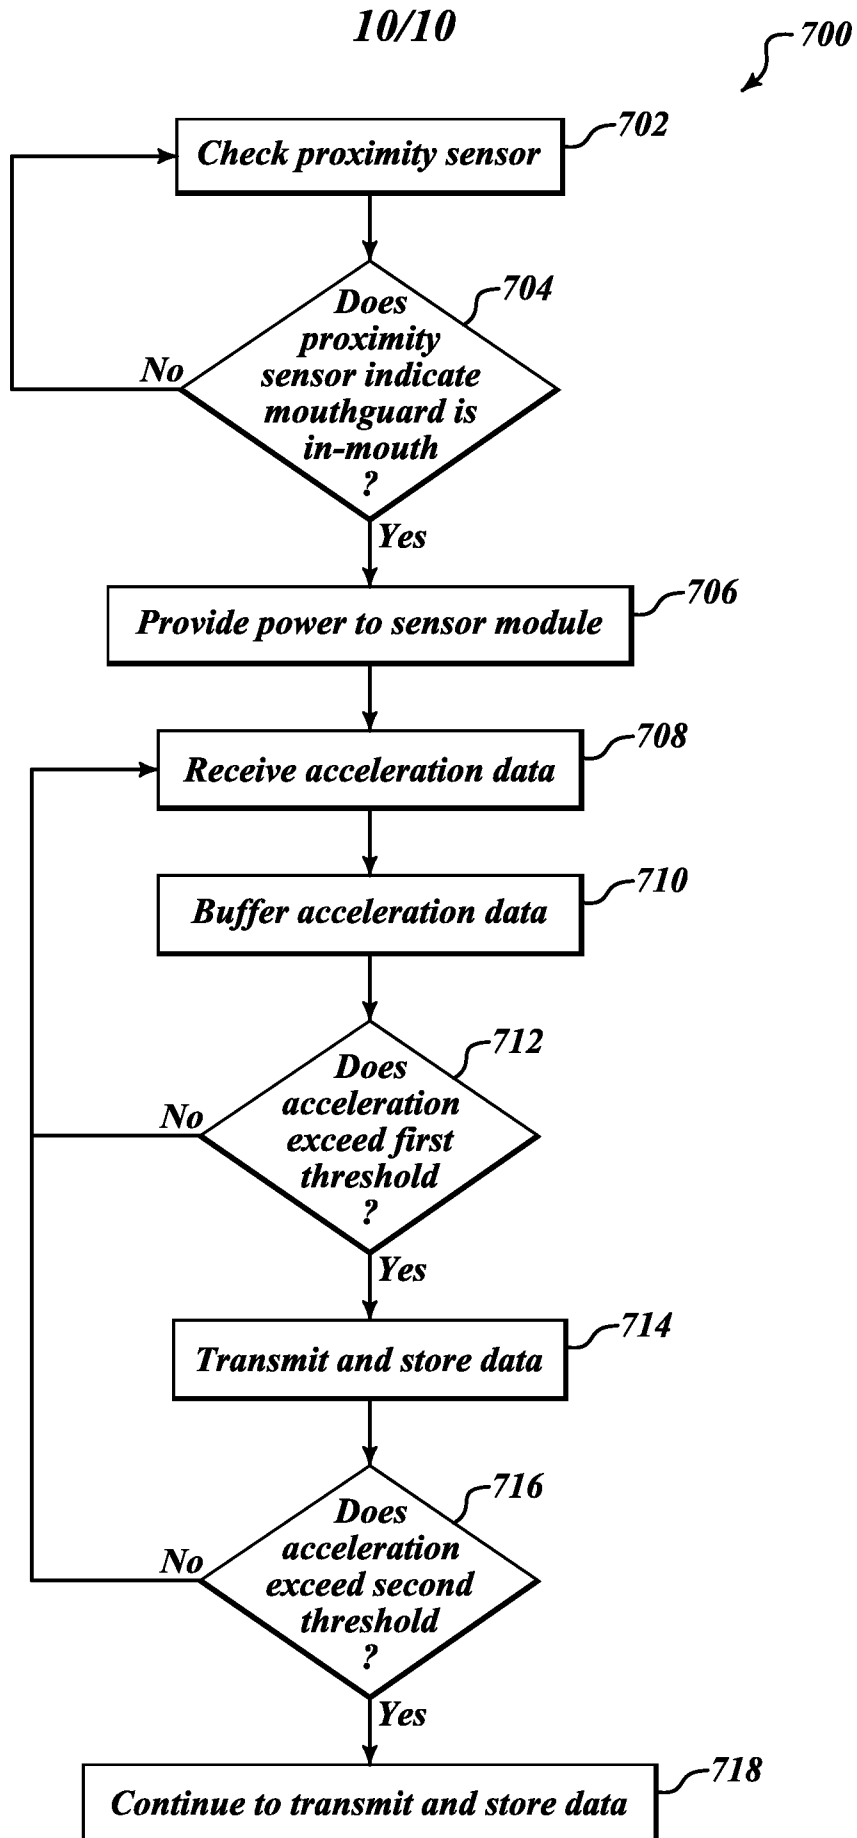 10/10
700
702
Check proximity sensor
704
Does
proximity
sensor indicate
mouthguard is
in-mouth
?
No
Yes
706
Provide power to sensor module
708
Receive acceleration data
710
Buffer acceleration data
712
Does
acceleration
exceed first
threshold
?
No
Yes
714
Transmit and store data
716
Does
acceleration
exceed second
threshold
?
No
Yes
718
Continue to transmit and store data